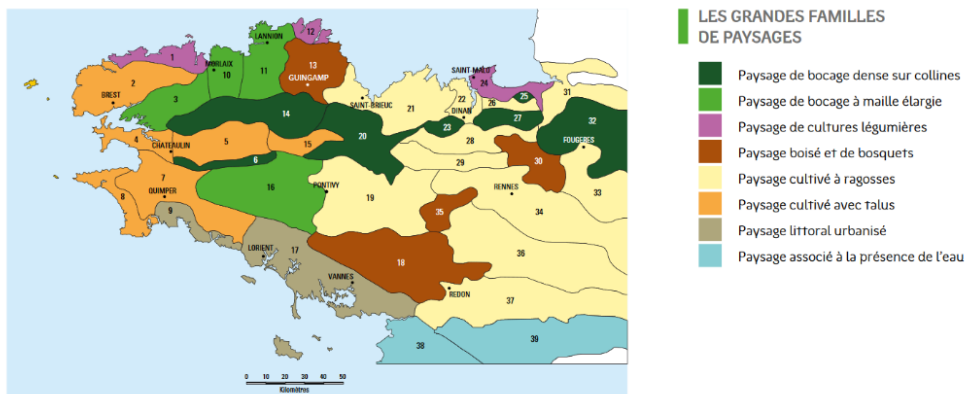 LES GRANDES FAMILLES
DE PAYSAGES
Paysage de bocage dense sur collines
Paysage de bocage à maille élargie
Paysage de cultures légumières
Paysage boisé et de bosquets
Paysage cultivé à ragosses
Paysage cultivé avec talus
Paysage littoral urbanisé
Paysage associé à la présence de l'eau
12
LANNION
1
MORLAIX
10
11
13
GUINGAMP
2
BREST
3
SAINT-MALO
24
25
31
SAINT-BRIEUC
21
22
26
DINAN
27
32
14
20
23
FOUGERES
4
CHATEAULIN
5
15
28
6
29
30
7
QUIMPER
8
9
16
PONTIVY
19
RENNES
33
34
35
LORIENT
17
18
36
VANNES
REDON
37
38
39
0 10 20 30 40 50
Kilomètres